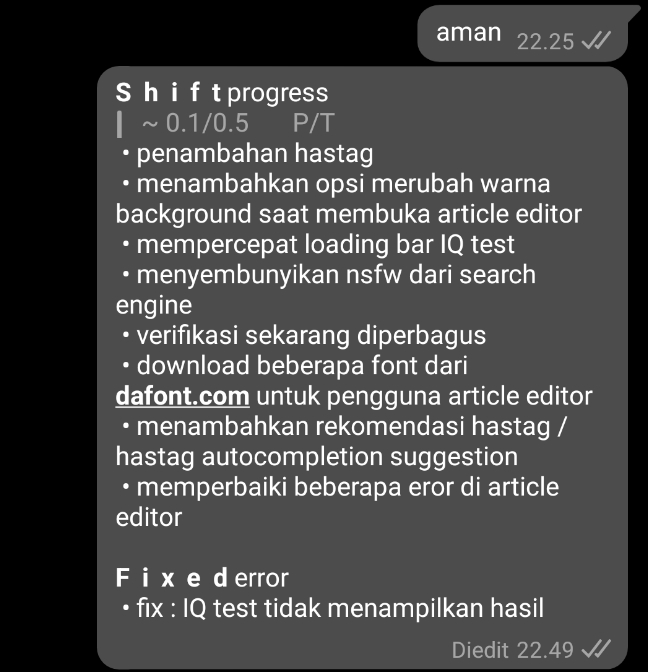 aman 22.25
S h i f t progress
~ 0.1/0.5 P/T
• penambahan hastag
• menambahkan opsi merubah warna
background saat membuka article editor
• mempercepat loading bar IQ test
• menyembunyikan nsfw dari search
engine
• verifikasi sekarang diperbagus
• download beberapa font dari
dafont.com untuk pengguna article editor
• menambahkan rekomendasi hastag /
hastag autocompletion suggestion
• memperbaiki beberapa eror di article
editor
F i x e d error
• fix : IQ test tidak menampilkan hasil
Diedit 22.49